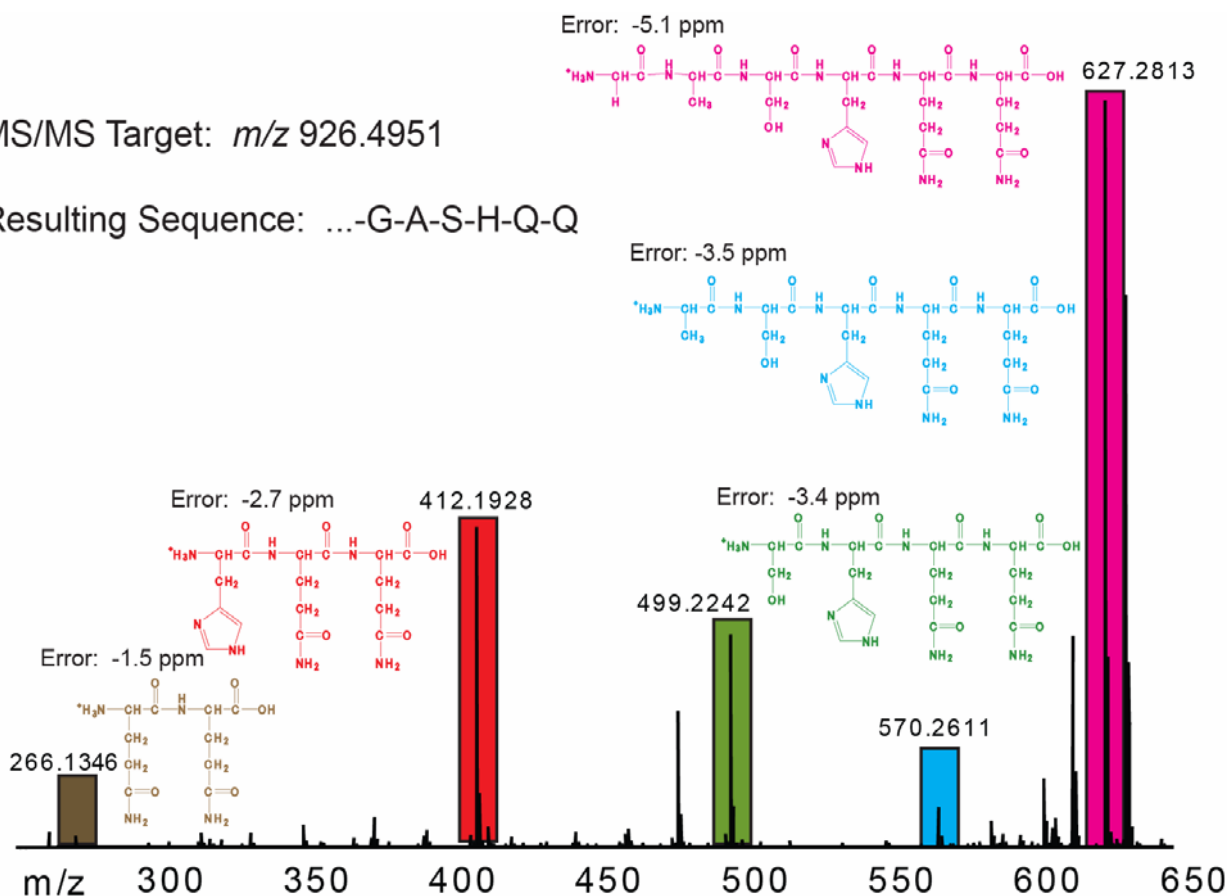 Error: -5.1 ppm
627.2813
MS/MS Target: m/z 926.4951
Resulting Sequence: ...-G-A-S-H-Q-Q
Error: -3.5 ppm
Error: -2.7 ppm
412.1928
Error: -3.4 ppm
499.2242
Error: -1.5 ppm
266.1346
570.2611
m/z 300 350 400 450 500 550 600 650